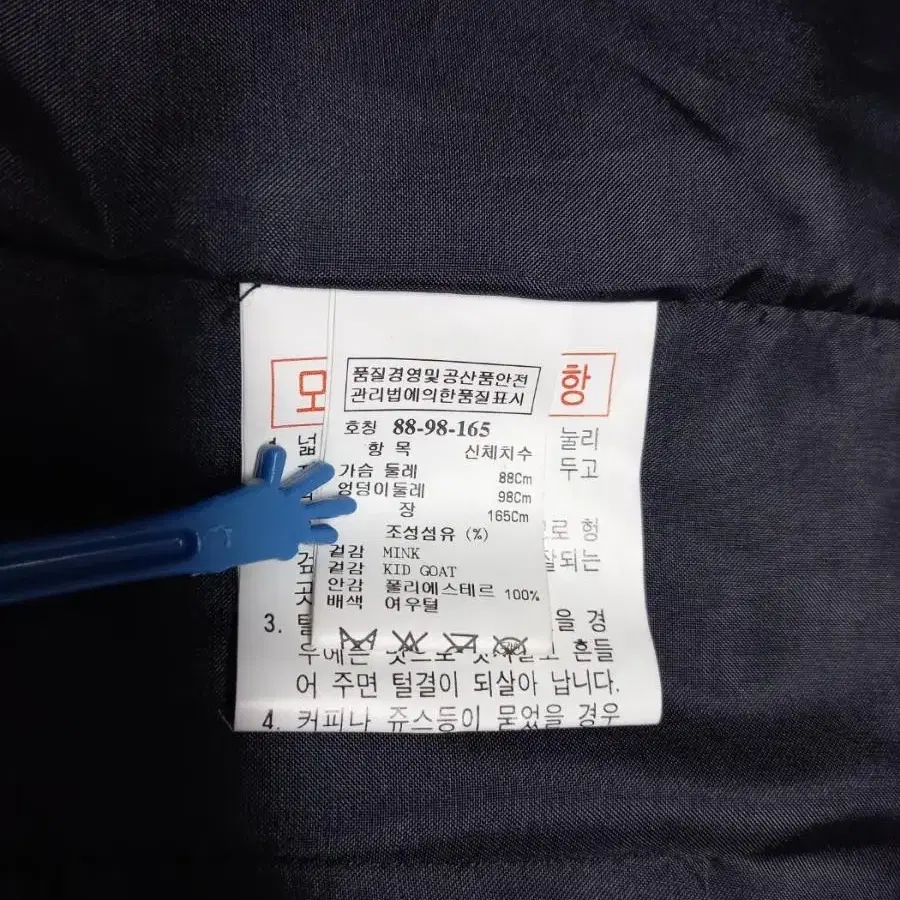 모 항
품질경영및공산품안전
관리법에의한품질표시
호칭 88-98-165
항 목 신체치수
가슴 둘레 88Cm
엉덩이둘레 98Cm
장 165Cm
조성섬유 (%)
겉감 MINK
겉감 KID GOAT
안감 폴리에스테르 100%
배색 여우털
눌리
두고
로 형
잘되는
곳
3. 털 을 경
우에는
흔들
어 주면 털결이 되살아 납니다.
4. 커피나 쥬스등이 묻었을 경우